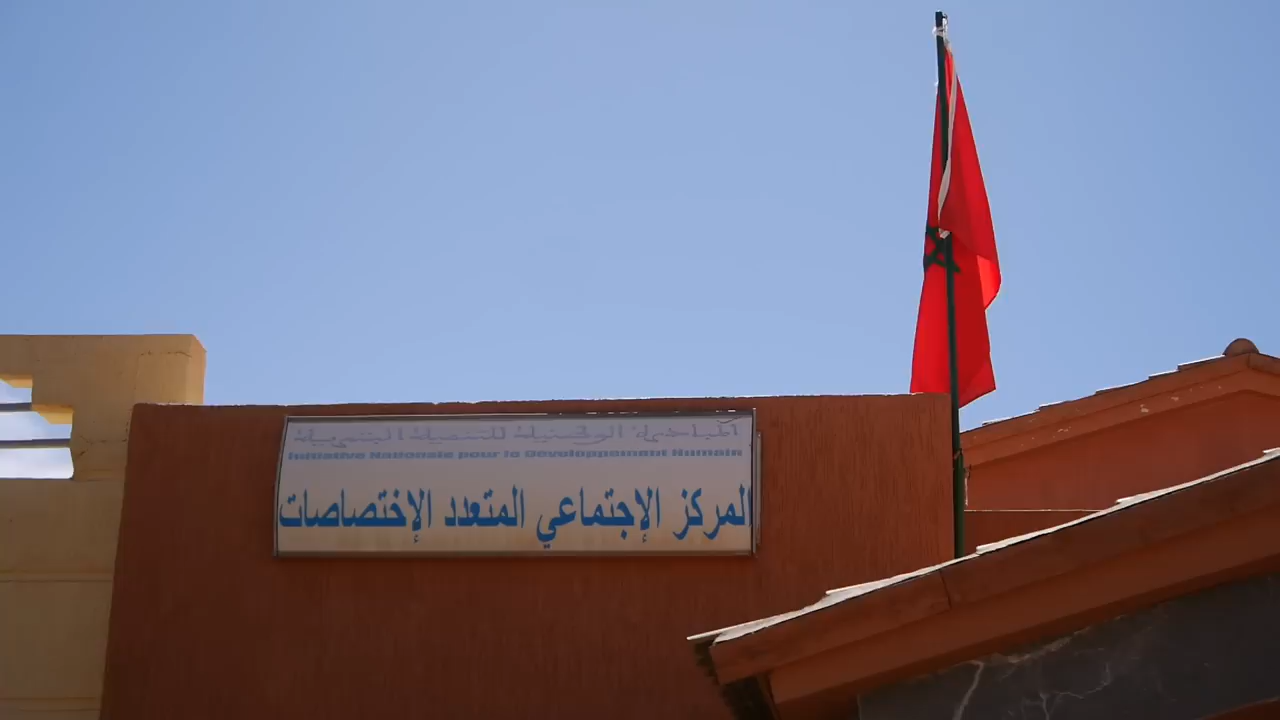 المبادرة الوطنية للتنمية البشرية
Initiative Nationale pour le Développement Humain
المركز الإجتماعي المتعدد الإختصاصات